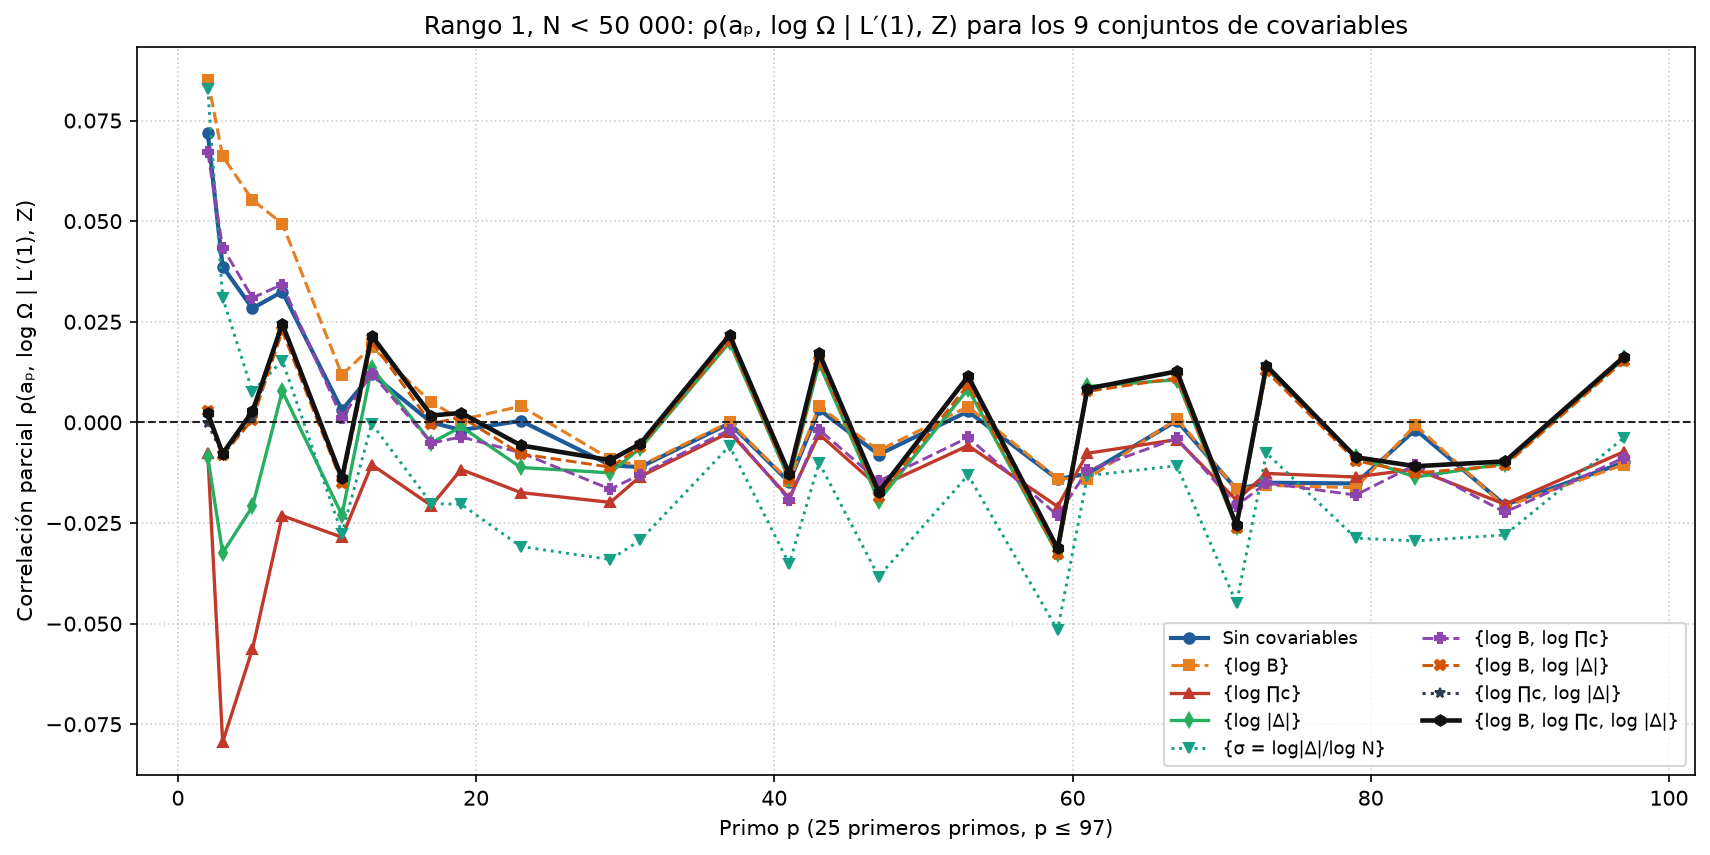 Rango 1, N < 50 000: ρ(aₚ, log Ω | L′(1), Z) para los 9 conjuntos de covariables
Correlación parcial ρ(aₚ, log Ω | L′(1), Z)
0.075
0.050
0.025
0.000
−0.025
−0.050
−0.075
0 20 40 60 80 100
Primo p (25 primeros primos, p ≤ 97)
Sin covariables
{log B}
{log ∏c}
{log |Δ|}
{σ = log|Δ|/log N}
{log B, log ∏c}
{log B, log |Δ|}
{log ∏c, log |Δ|}
{log B, log ∏c, log |Δ|}